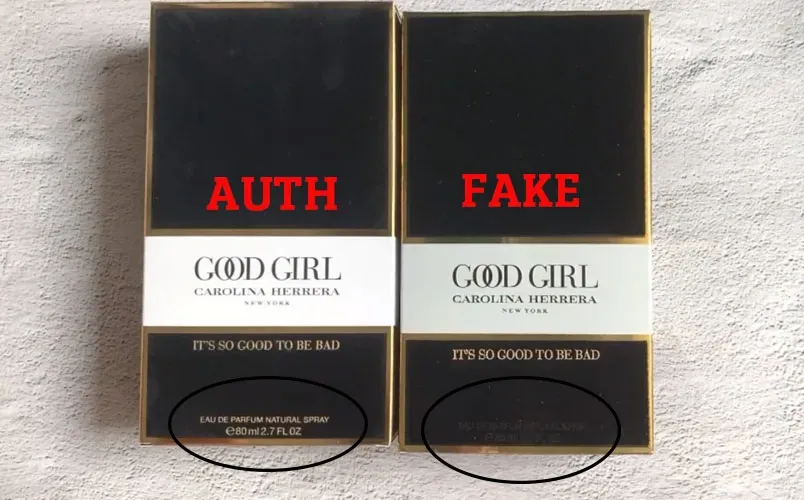 AUTH
GOOD GIRL
CAROLINA HERRERA
NEW YORK
IT'S SO GOOD TO BE BAD
EAU DE PARFUM NATURAL SPRAY
℮80 ml 2.7 FL OZ
FAKE
GOOD GIRL
CAROLINA HERRERA
NEW YORK
IT'S SO GOOD TO BE BAD